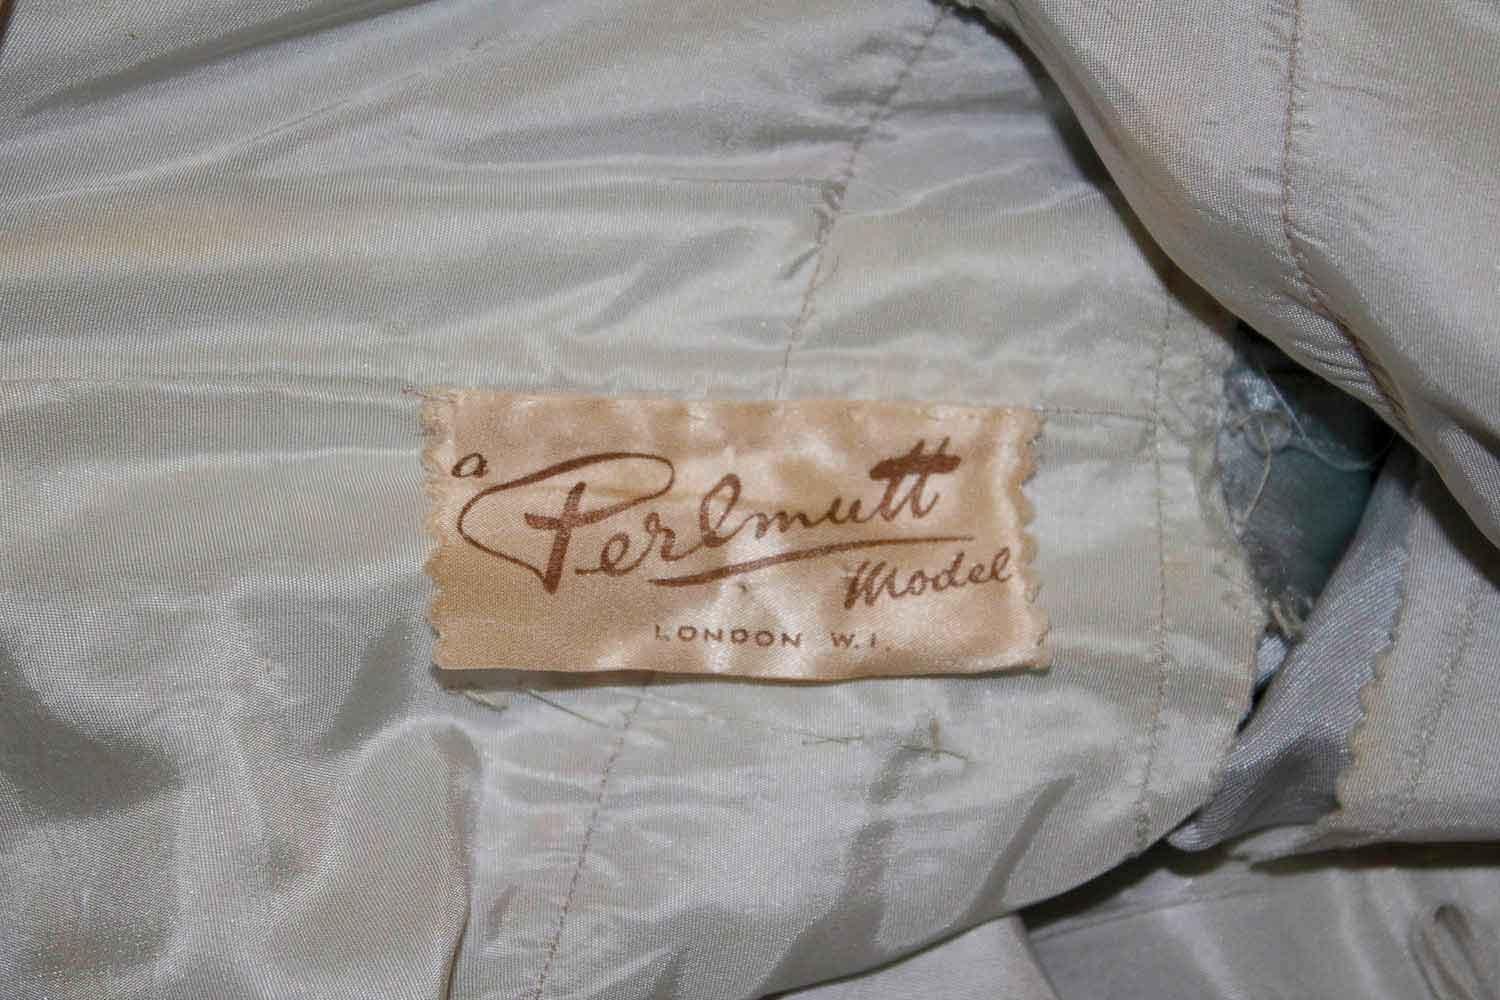 a Perlmutt
Model
LONDON W.1.